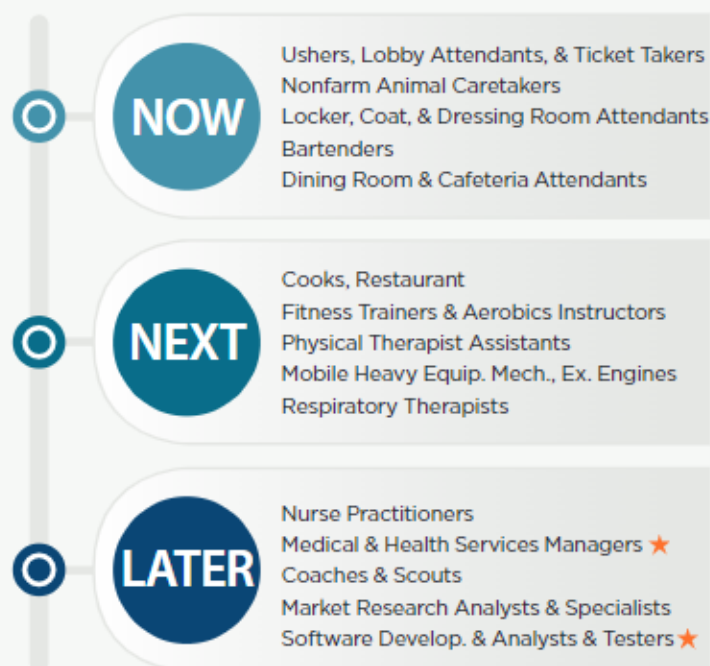 NOW
Ushers, Lobby Attendants, & Ticket Takers
Nonfarm Animal Caretakers
Locker, Coat, & Dressing Room Attendants
Bartenders
Dining Room & Cafeteria Attendants
NEXT
Cooks, Restaurant
Fitness Trainers & Aerobics Instructors
Physical Therapist Assistants
Mobile Heavy Equip. Mech., Ex. Engines
Respiratory Therapists
LATER
Nurse Practitioners
Medical & Health Services Managers ★
Coaches & Scouts
Market Research Analysts & Specialists
Software Develop. & Analysts & Testers ★